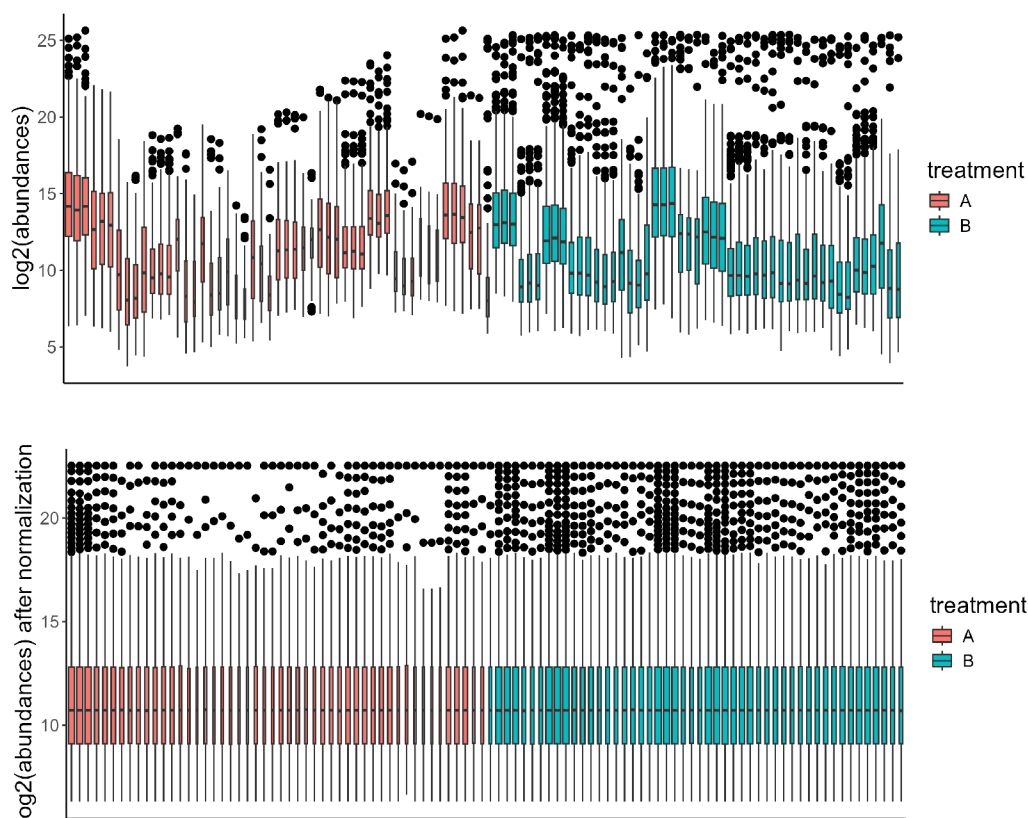 log2(abundances)
25
20
15
10
5
treatment
A
B
og2(abundances) after normalization
20
15
10
treatment
A
B